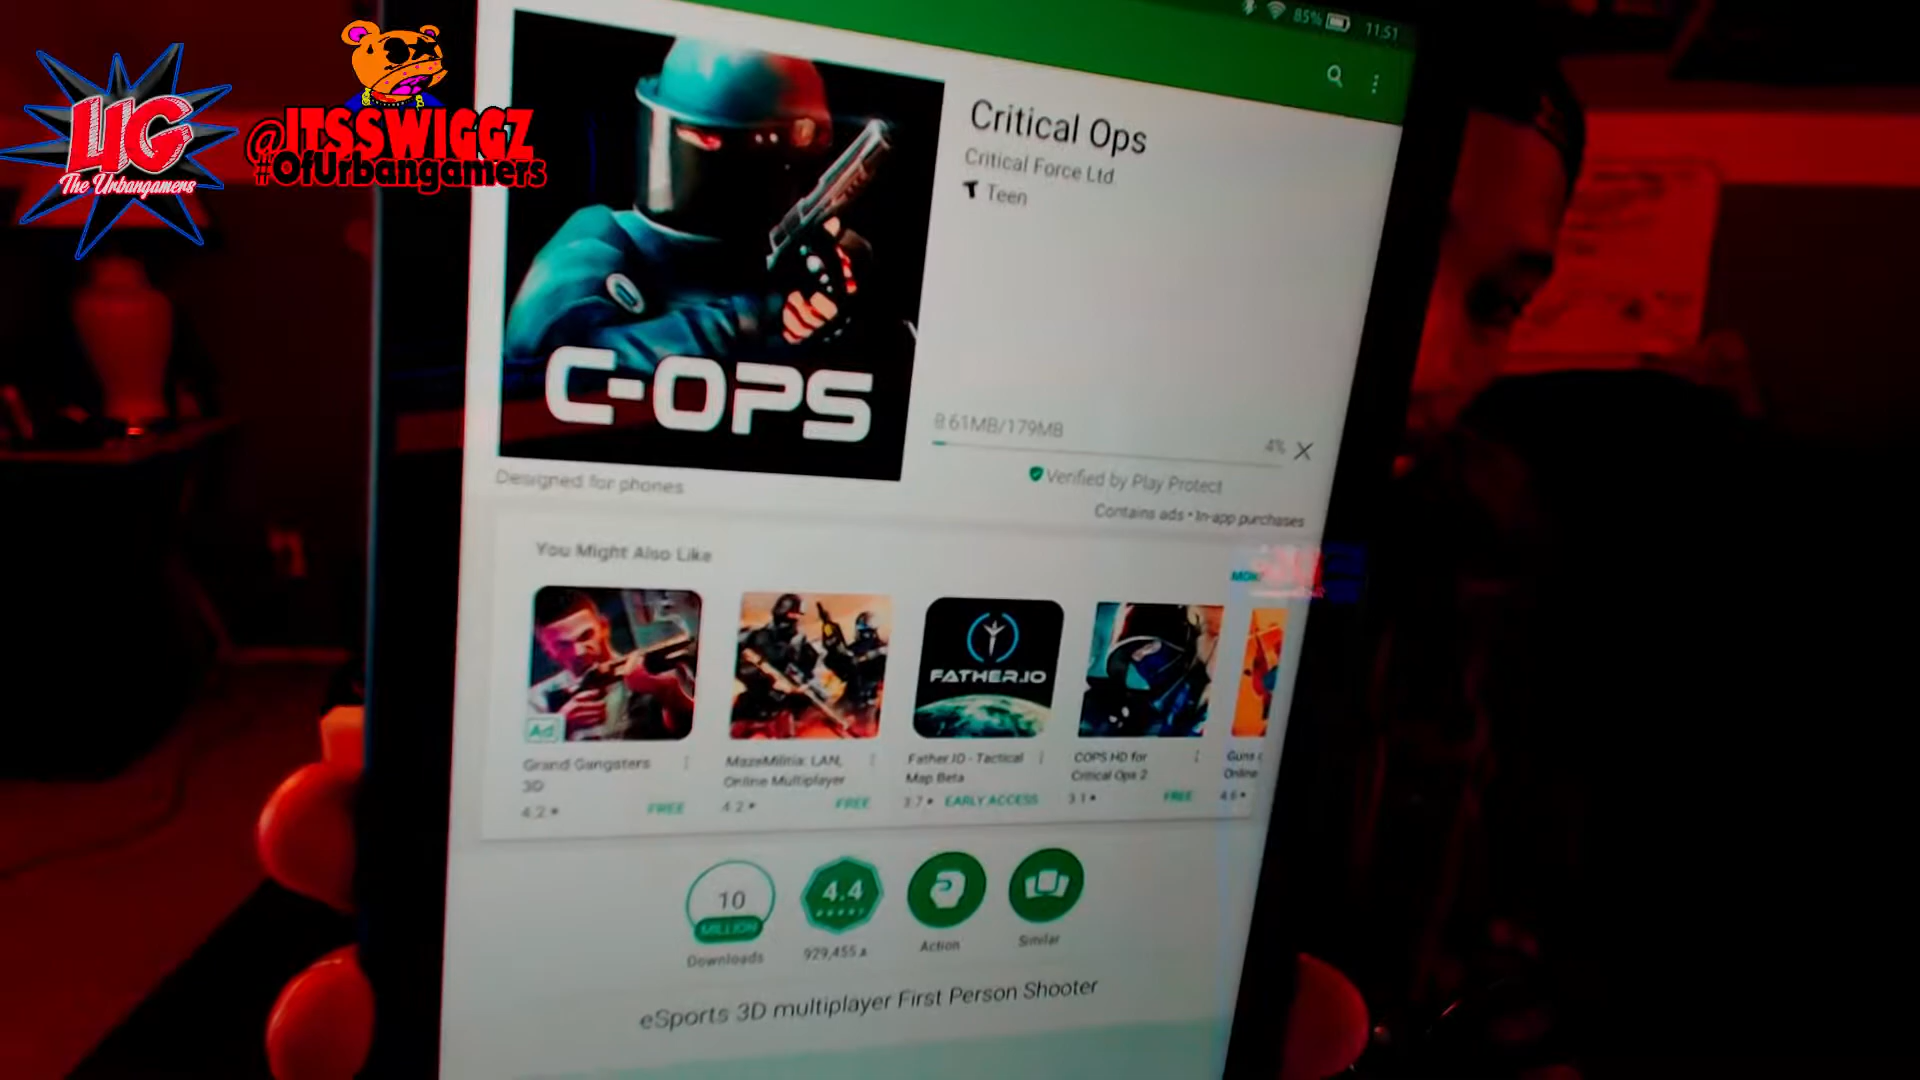 UG
The Urbangamers
@ITSSWIGGZ
#OfUrbangamers
85%
11:51
C-OPS
Critical Ops
Critical Force Ltd
T Teen
8.61MB/179MB
4%
Verified by Play Protect
Contains ads • In-app purchases
Designed for phones
You Might Also Like
FATHER.IO
Ad
Grand Gangsters
3D
4.2
FREE
MazeMilitia: LAN,
Online Multiplayer
4.2
FREE
Father.IO - Tactical
Map Beta
3.7
EARLY ACCESS
COPS HD for
Critical Ops 2
3.1
FREE
Guns
Online
4.6
10
MILLION
Downloads
4.4
929,455
Action
Similar
eSports 3D multiplayer First Person Shooter